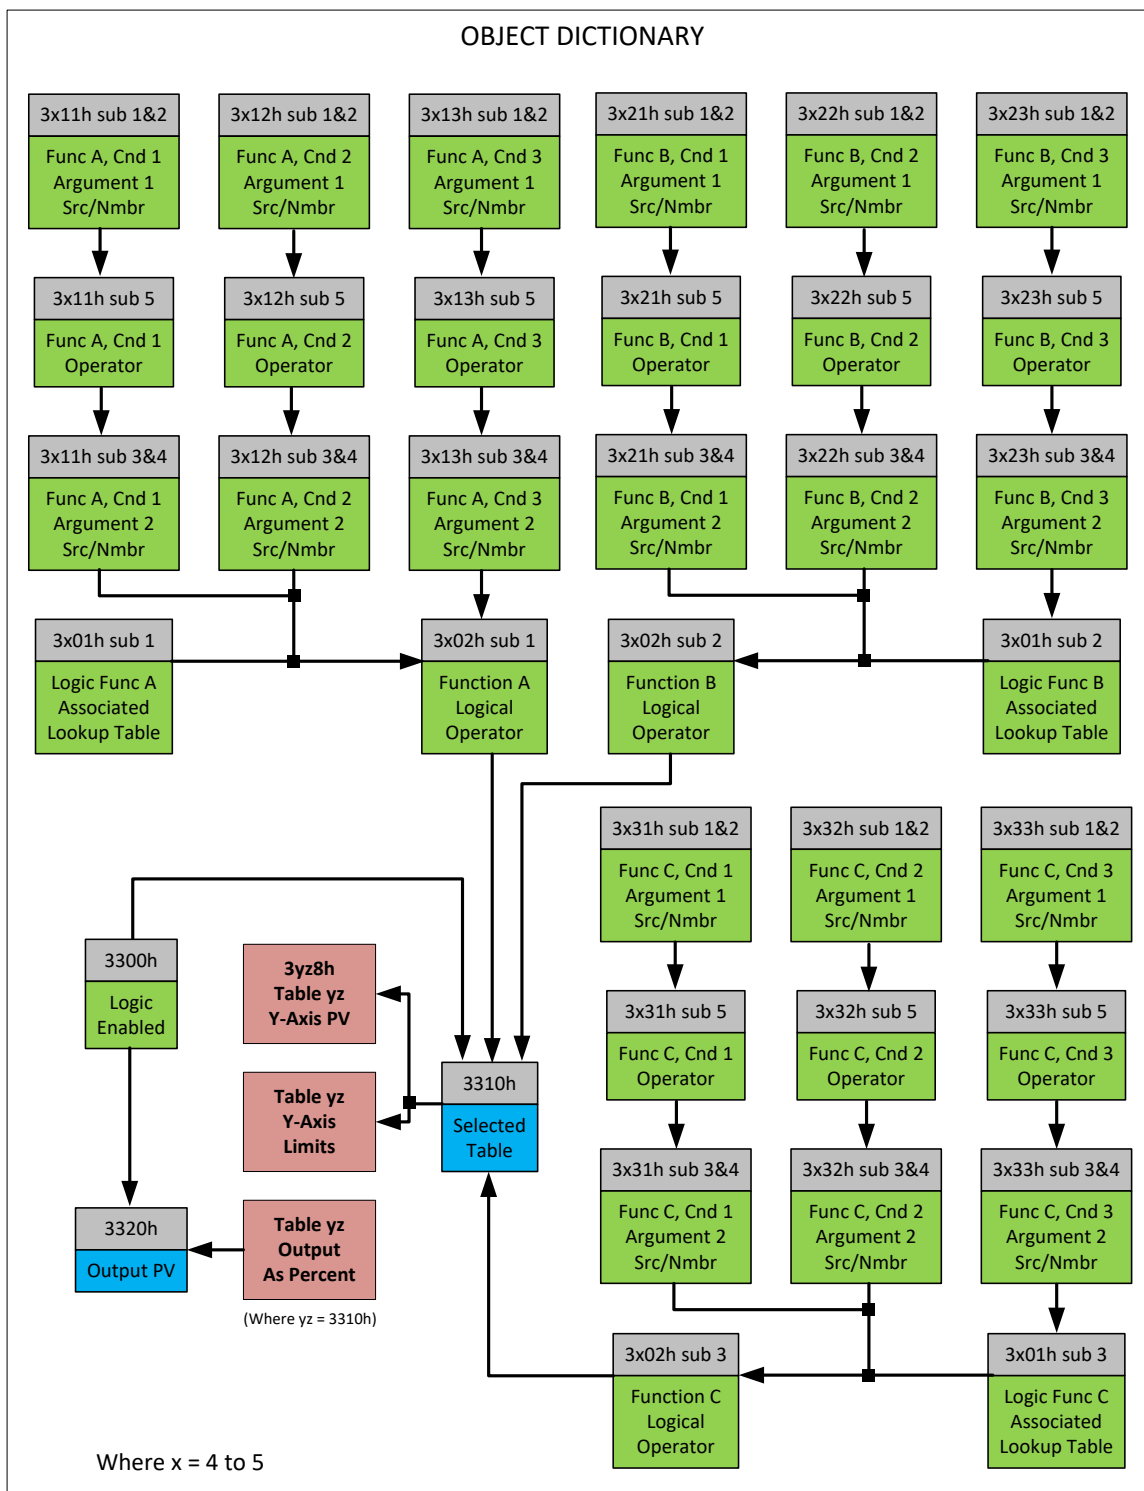 OBJECT DICTIONARY
3x11h sub 1&2
Func A, Cnd 1
Argument 1
Src/Nmbr
3x12h sub 1&2
Func A, Cnd 2
Argument 1
Src/Nmbr
3x13h sub 1&2
Func A, Cnd 3
Argument 1
Src/Nmbr
3x21h sub 1&2
Func B, Cnd 1
Argument 1
Src/Nmbr
3x22h sub 1&2
Func B, Cnd 2
Argument 1
Src/Nmbr
3x23h sub 1&2
Func B, Cnd 3
Argument 1
Src/Nmbr
3x11h sub 5
Func A, Cnd 1
Operator
3x12h sub 5
Func A, Cnd 2
Operator
3x13h sub 5
Func A, Cnd 3
Operator
3x21h sub 5
Func B, Cnd 1
Operator
3x22h sub 5
Func B, Cnd 2
Operator
3x23h sub 5
Func B, Cnd 3
Operator
3x11h sub 3&4
Func A, Cnd 1
Argument 2
Src/Nmbr
3x12h sub 3&4
Func A, Cnd 2
Argument 2
Src/Nmbr
3x13h sub 3&4
Func A, Cnd 3
Argument 2
Src/Nmbr
3x21h sub 3&4
Func B, Cnd 1
Argument 2
Src/Nmbr
3x22h sub 3&4
Func B, Cnd 2
Argument 2
Src/Nmbr
3x23h sub 3&4
Func B, Cnd 3
Argument 2
Src/Nmbr
3x01h sub 1
Logic Func A
Associated
Lookup Table
3x02h sub 1
Function A
Logical
Operator
3x02h sub 2
Function B
Logical
Operator
3x01h sub 2
Logic Func B
Associated
Lookup Table
3x31h sub 1&2
Func C, Cnd 1
Argument 1
Src/Nmbr
3x32h sub 1&2
Func C, Cnd 2
Argument 1
Src/Nmbr
3x33h sub 1&2
Func C, Cnd 3
Argument 1
Src/Nmbr
3300h
Logic
Enabled
3yz8h
Table yz
Y-Axis PV
3x31h sub 5
Func C, Cnd 1
Operator
3x32h sub 5
Func C, Cnd 2
Operator
3x33h sub 5
Func C, Cnd 3
Operator
3310h
Selected
Table
Table yz
Y-Axis
Limits
3x31h sub 3&4
Func C, Cnd 1
Argument 2
Src/Nmbr
3x32h sub 3&4
Func C, Cnd 2
Argument 2
Src/Nmbr
3x33h sub 3&4
Func C, Cnd 3
Argument 2
Src/Nmbr
3320h
Output PV
Table yz
Output
As Percent
(Where yz = 3310h)
3x02h sub 3
Function C
Logical
Operator
3x01h sub 3
Logic Func C
Associated
Lookup Table
Where x = 4 to 5